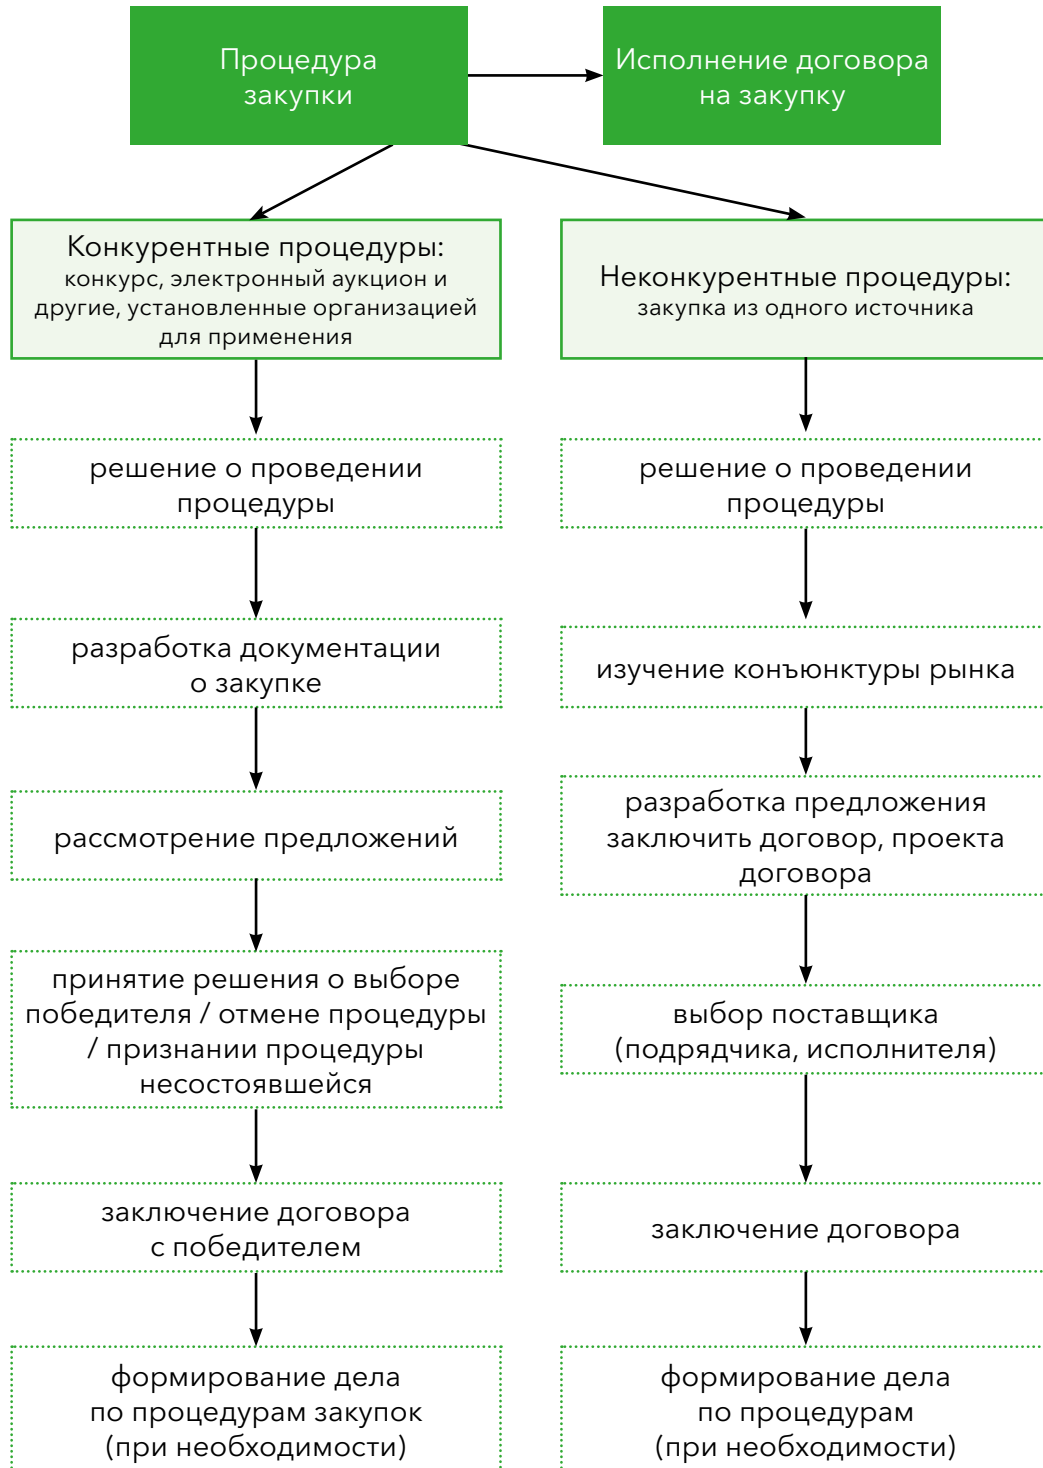 Процедура
закупки
Исполнение договора
на закупку
Конкурентные процедуры:
конкурс, электронный аукцион и
другие, установленные организацией
для применения
Неконкурентные процедуры:
закупка из одного источника
решение о проведении
процедуры
решение о проведении
процедуры
разработка документации
о закупке
изучение конъюнктуры рынка
рассмотрение предложений
разработка предложения
заключить договор, проекта
договора
принятие решения о выборе
победителя / отмене процедуры
/ признании процедуры
несостоявшейся
выбор поставщика
(подрядчика, исполнителя)
заключение договора
с победителем
заключение договора
формирование дела
по процедурам закупок
(при необходимости)
формирование дела
по процедурам
(при необходимости)